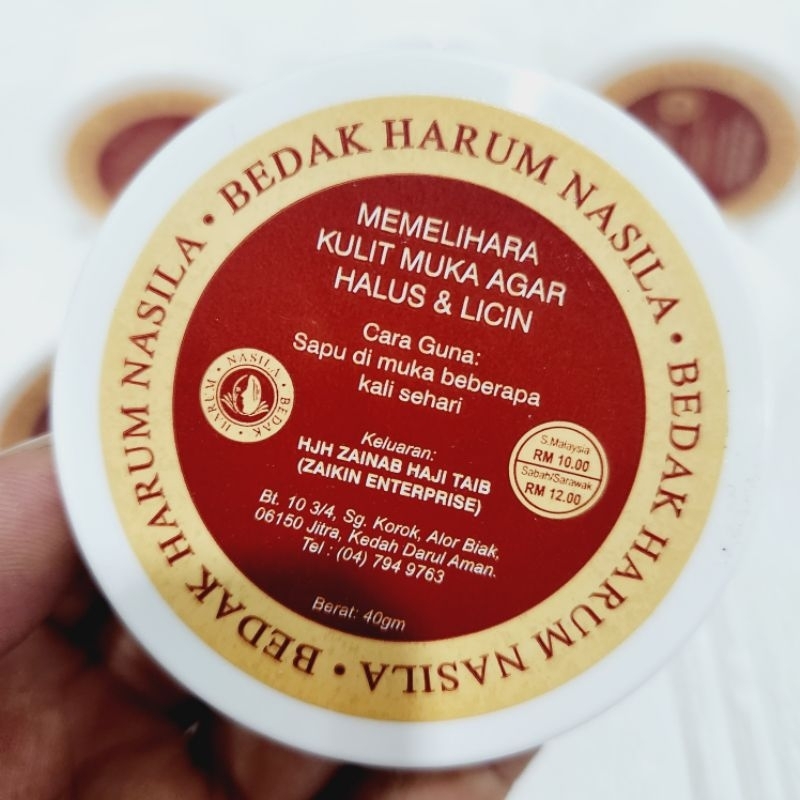 BEDAK HARUM NASILA • BEDAK HARUM NASILA • BEDAK HARUM NASILA •
MEMELIHARA
KULIT MUKA AGAR
HALUS & LICIN
Cara Guna:
Sapu di muka beberapa
kali sehari
NASILA • BEDAK • HARUM •
Keluaran:
HJH ZAINAB HAJI TAIB
(ZAIKIN ENTERPRISE)
S.Malaysia
RM 10.00
Sabah/Sarawak
RM 12.00
Bt. 10 3/4, Sg. Korok, Alor Biak,
06150 Jitra, Kedah Darul Aman.
Tel : (04) 794 9763
Berat: 40gm